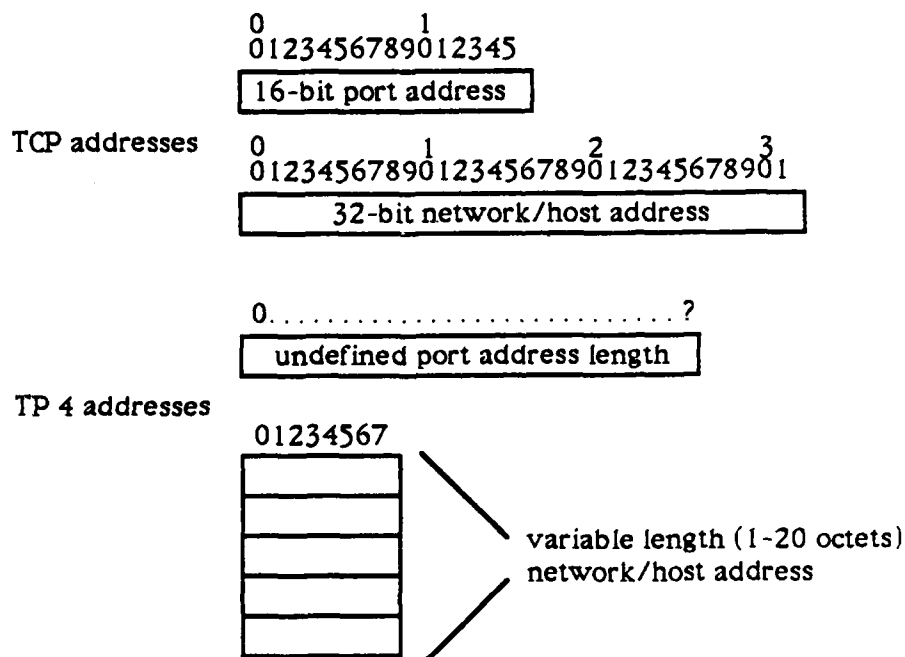 0 1
0123456789012345
16-bit port address
TCP addresses
0 1 2 3
01234567890123456789012345678901
32-bit network/host address
0. . . . . . . . . . . . . . . . . . . . . . . . . . . . ?
undefined port address length
TP 4 addresses
01234567
variable length (1-20 octets)
network/host address